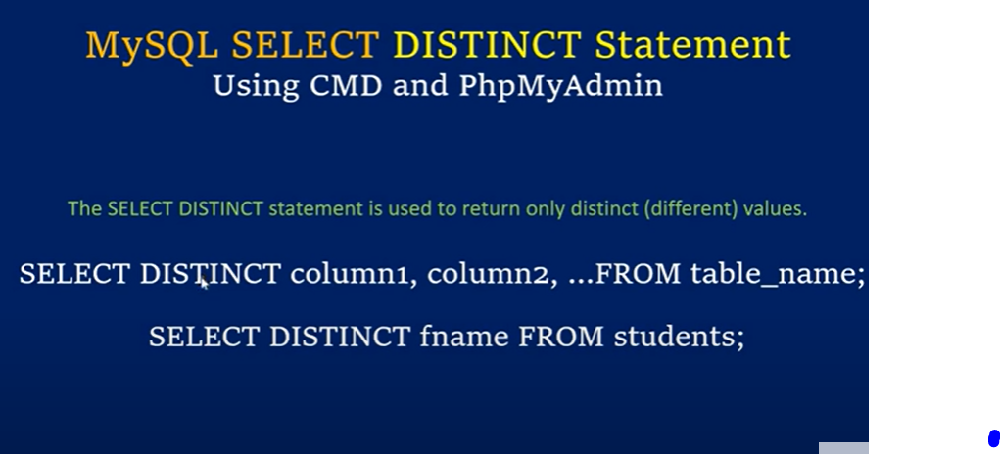 MySQL SELECT DISTINCT Statement
Using CMD and PhpMyAdmin
The SELECT DISTINCT statement is used to return only distinct (different) values.
SELECT DISTINCT column1, column2, ...FROM table_name;
SELECT DISTINCT fname FROM students;